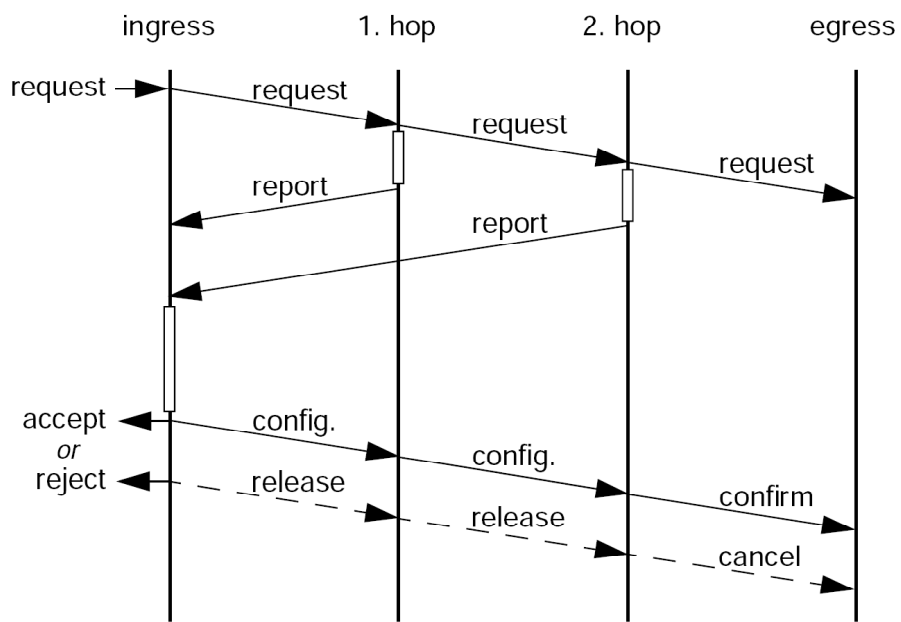 ingress 1. hop 2. hop egress
request request
request
request
report
report
accept config.
or config.
reject release confirm
release
cancel